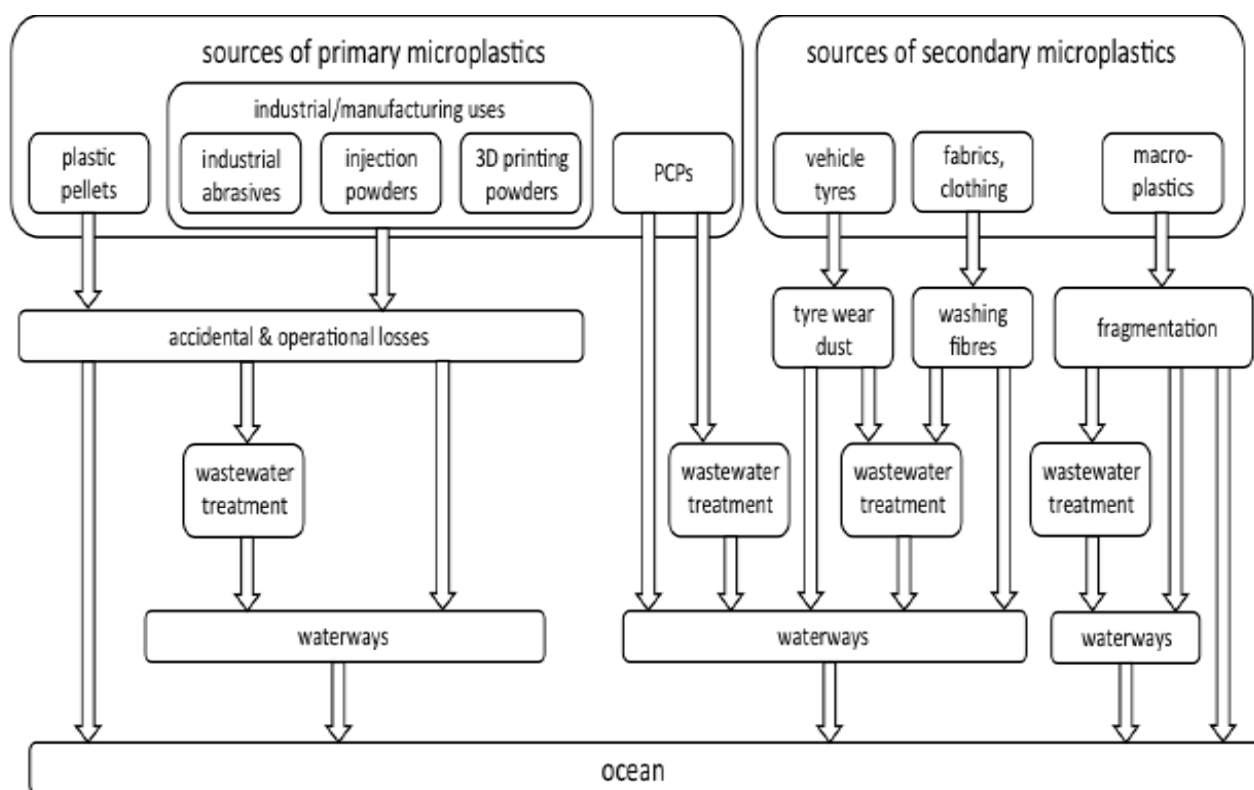 sources of primary microplastics
sources of secondary microplastics
industrial/manufacturing uses
plastic
pellets
industrial
abrasives
injection
powders
3D printing
powders
PCPs
vehicle
tyres
fabrics,
clothing
macro-
plastics
accidental & operational losses
tyre wear
dust
washing
fibres
fragmentation
wastewater
treatment
wastewater
treatment
wastewater
treatment
wastewater
treatment
waterways
waterways
waterways
ocean